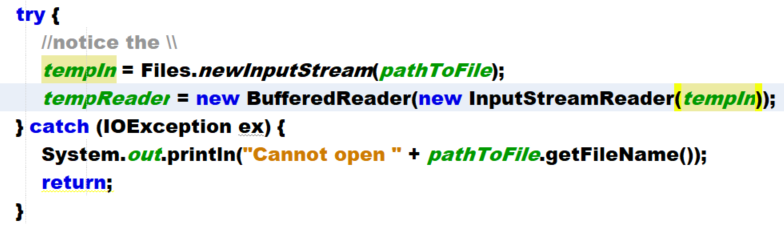 try {
//notice the \\
tempIn = Files.newInputStream(pathToFile);
tempReader = new BufferedReader(new InputStreamReader(tempIn));
} catch (IOException ex) {
System.out.println("Cannot open " + pathToFile.getFileName());
return;
}